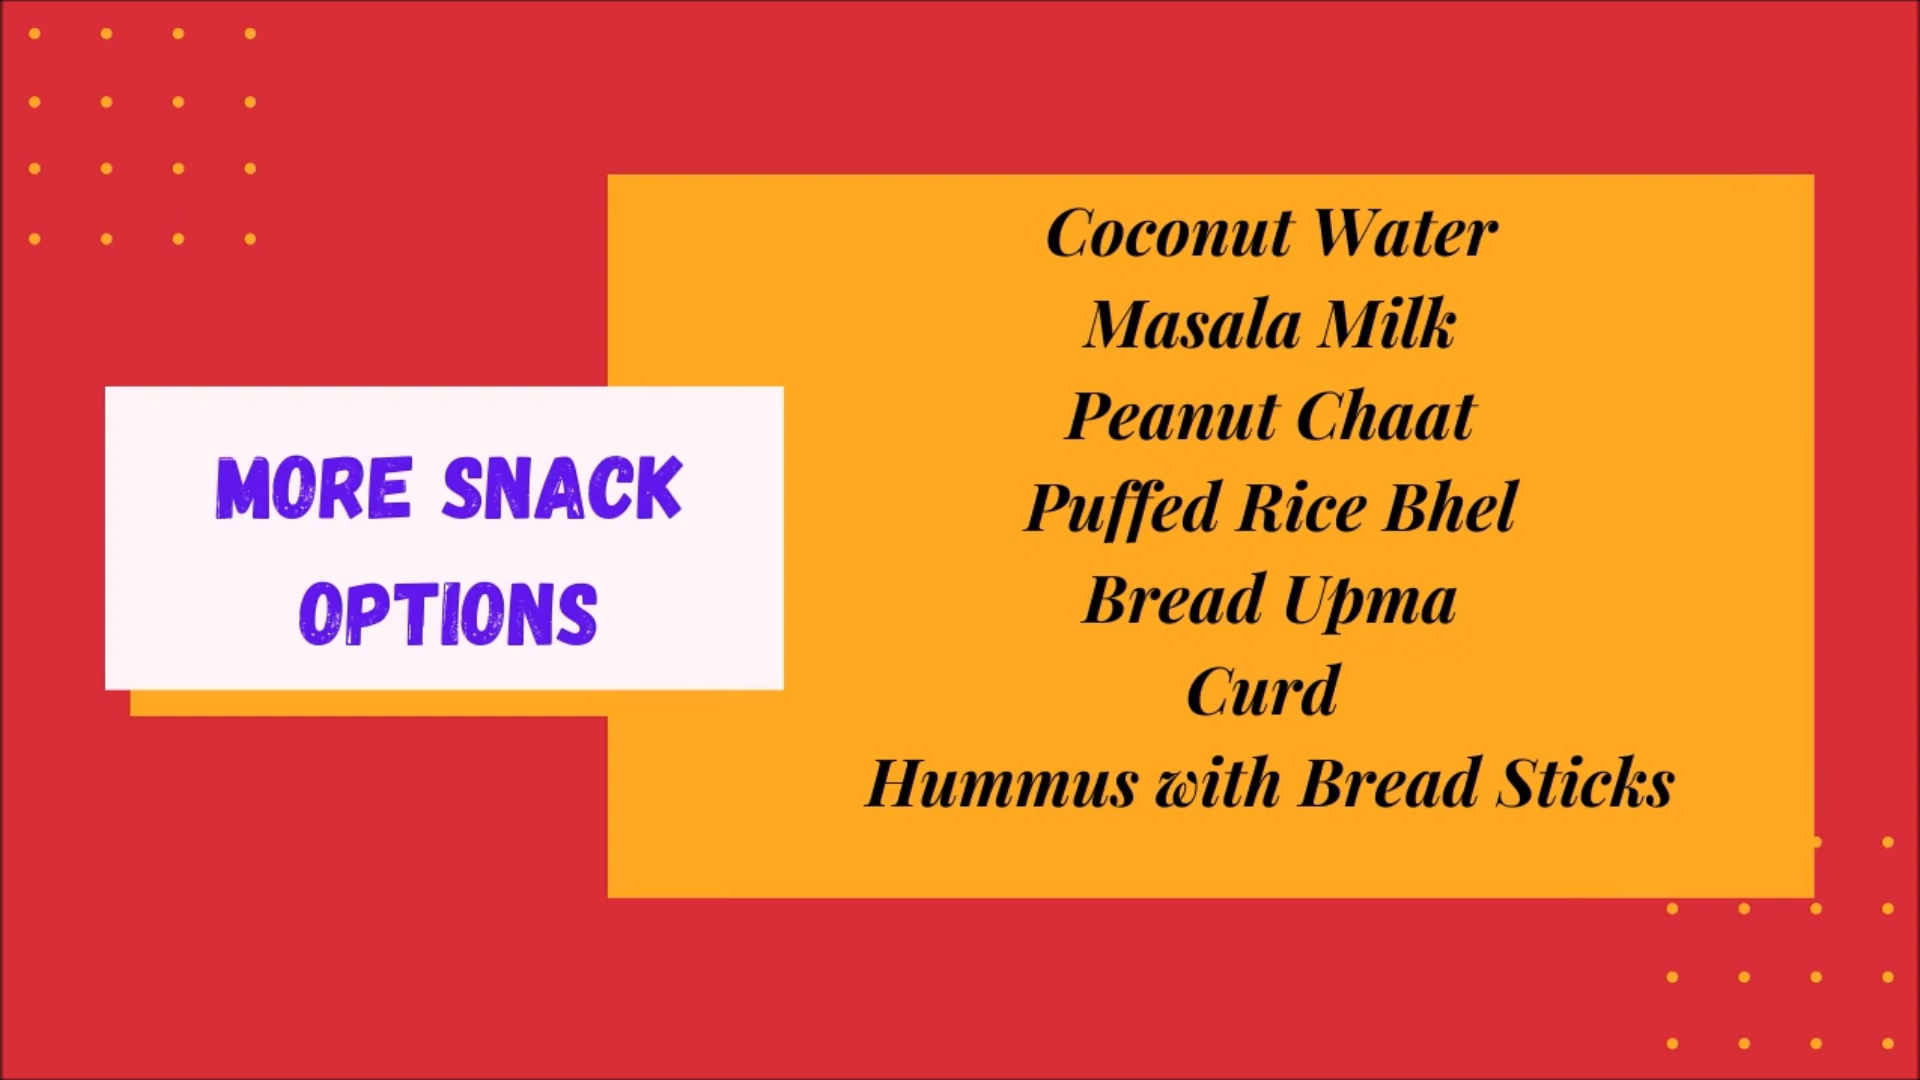 MORE SNACK
OPTIONS
Coconut Water
Masala Milk
Peanut Chaat
Puffed Rice Bhel
Bread Upma
Curd
Hummus with Bread Sticks